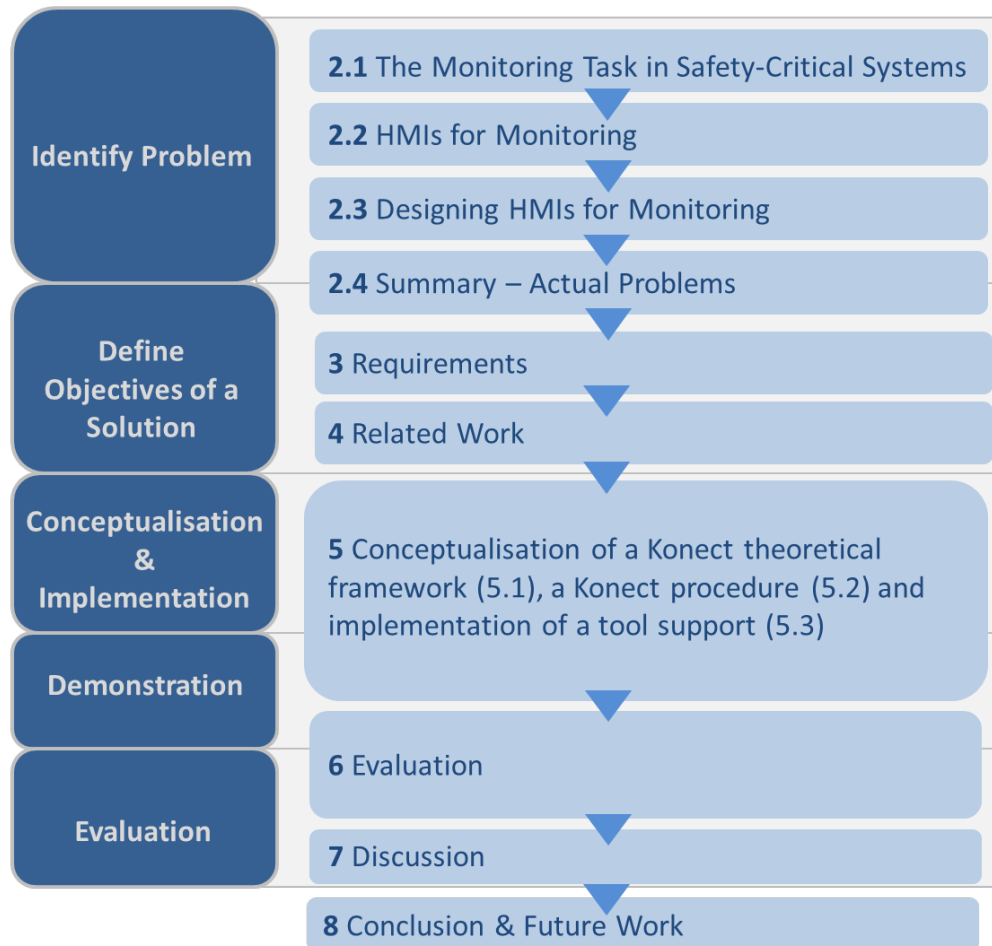 Identify Problem
2.1 The Monitoring Task in Safety-Critical Systems
2.2 HMIs for Monitoring
2.3 Designing HMIs for Monitoring
2.4 Summary – Actual Problems
Define
Objectives of a
Solution
3 Requirements
4 Related Work
Conceptualisation
&
Implementation
5 Conceptualisation of a Konect theoretical
framework (5.1), a Konect procedure (5.2) and
implementation of a tool support (5.3)
Demonstration
6 Evaluation
Evaluation
7 Discussion
8 Conclusion & Future Work